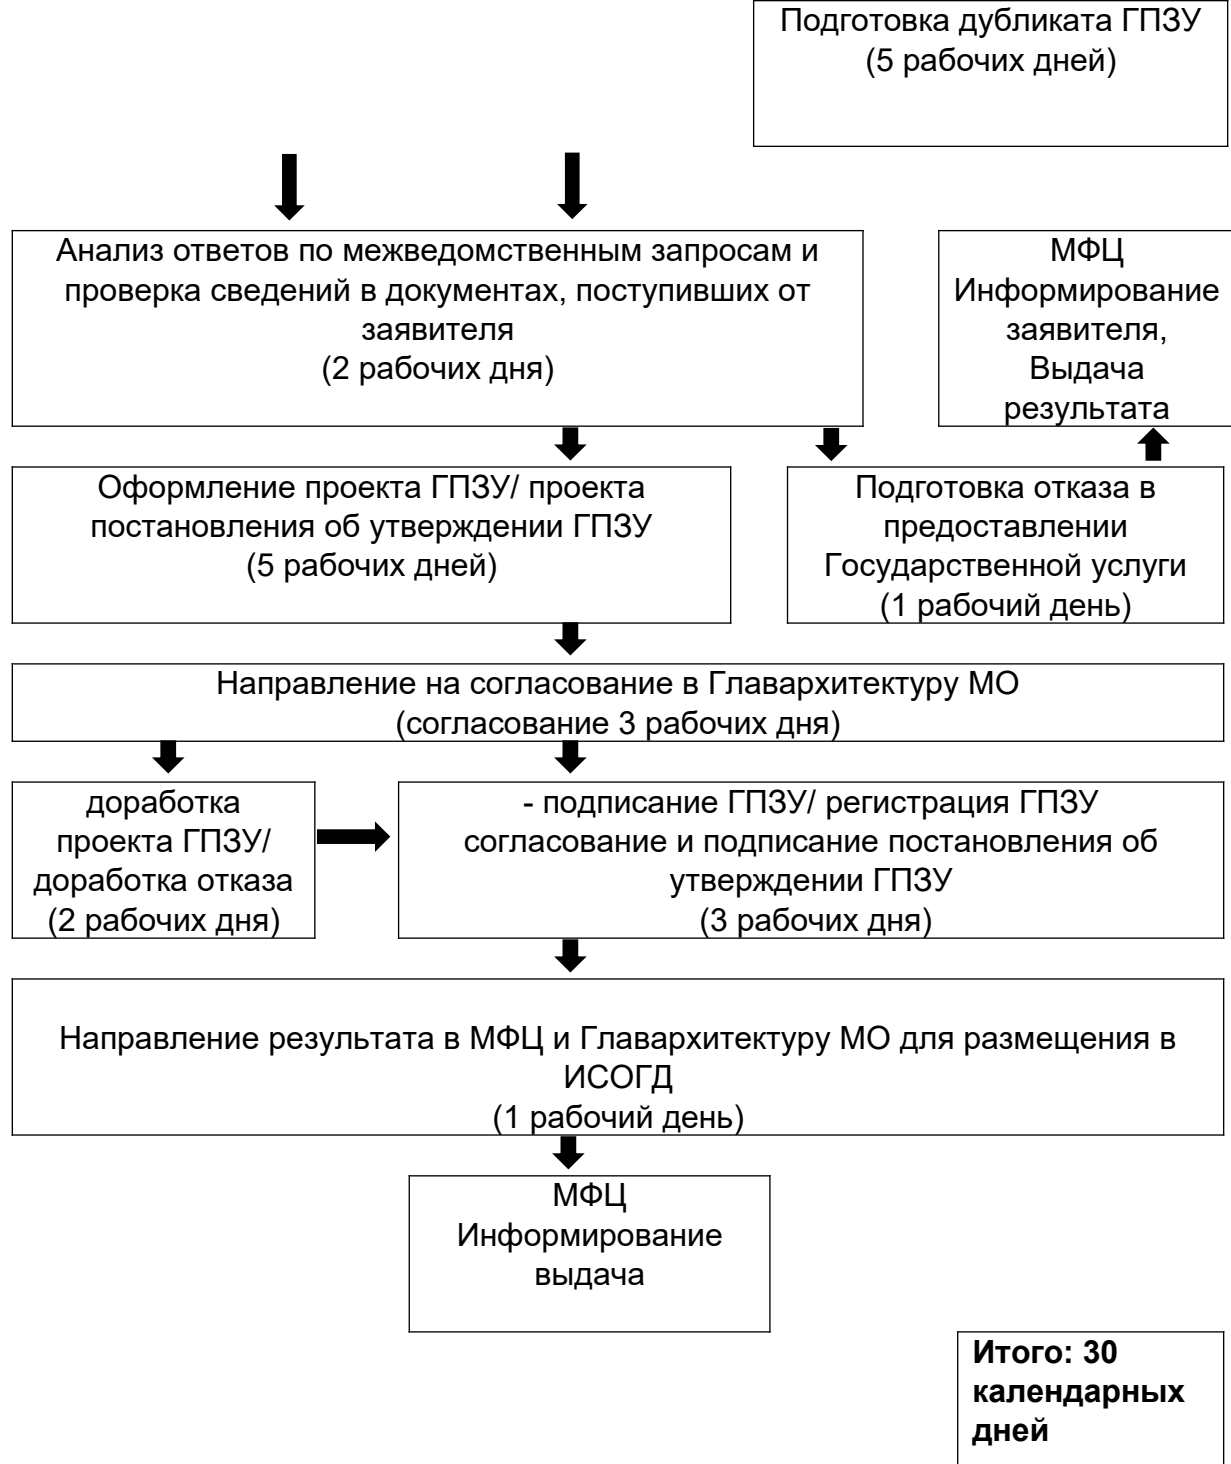 Подготовка дубликата ГПЗУ
(5 рабочих дней)
Анализ ответов по межведомственным запросам и
проверка сведений в документах, поступивших от
заявителя
(2 рабочих дня)
МФЦ
Информирование
заявителя,
Выдача
результата
Оформление проекта ГПЗУ/ проекта
постановления об утверждении ГПЗУ
(5 рабочих дней)
Подготовка отказа в
предоставлении
Государственной услуги
(1 рабочий день)
Направление на согласование в Главархитектуру МО
(согласование 3 рабочих дня)
доработка
проекта ГПЗУ/
доработка отказа
(2 рабочих дня)
- подписание ГПЗУ/ регистрация ГПЗУ
согласование и подписание постановления об
утверждении ГПЗУ
(3 рабочих дня)
Направление результата в МФЦ и Главархитектуру МО для размещения в
ИСОГД
(1 рабочий день)
МФЦ
Информирование
выдача
Итого: 30
календарных
дней